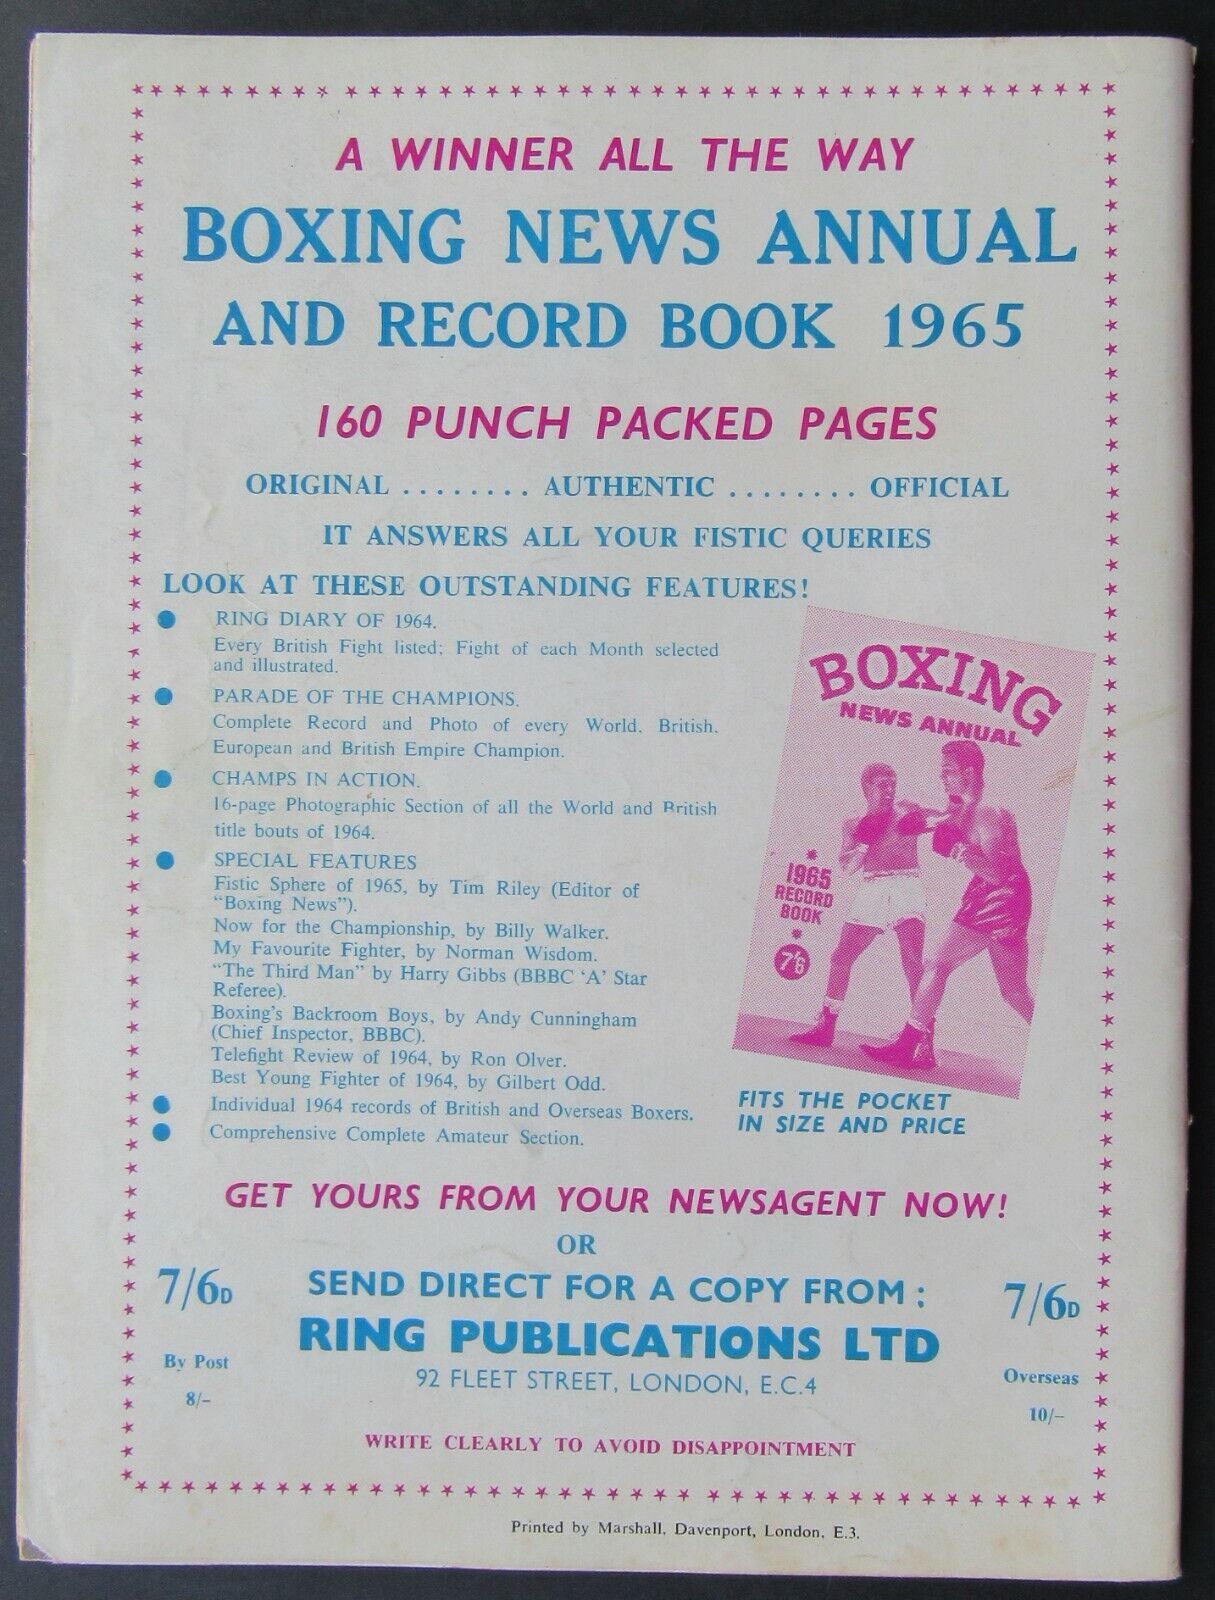 A WINNER ALL THE WAY
BOXING NEWS ANNUAL
AND RECORD BOOK 1965
160 PUNCH PACKED PAGES
ORIGINAL ........ AUTHENTIC ........ OFFICIAL
IT ANSWERS ALL YOUR FISTIC QUERIES
LOOK AT THESE OUTSTANDING FEATURES!
● RING DIARY OF 1964.
Every British Fight listed; Fight of each Month selected
and illustrated.
● PARADE OF THE CHAMPIONS.
Complete Record and Photo of every World, British,
European and British Empire Champion.
● CHAMPS IN ACTION.
16-page Photographic Section of all the World and British
title bouts of 1964.
● SPECIAL FEATURES
Fistic Sphere of 1965, by Tim Riley (Editor of
"Boxing News").
Now for the Championship, by Billy Walker.
My Favourite Fighter, by Norman Wisdom.
"The Third Man" by Harry Gibbs (BBBC 'A' Star
Referee).
Boxing's Backroom Boys, by Andy Cunningham
(Chief Inspector, BBBC).
Telefight Review of 1964, by Ron Olver.
Best Young Fighter of 1964, by Gilbert Odd.
● Individual 1964 records of British and Overseas Boxers.
● Comprehensive Complete Amateur Section.
BOXING
NEWS ANNUAL
1965
RECORD
BOOK
7'6
FITS THE POCKET
IN SIZE AND PRICE
GET YOURS FROM YOUR NEWSAGENT NOW!
OR
7/6D
By Post
8/-
SEND DIRECT FOR A COPY FROM :
RING PUBLICATIONS LTD
92 FLEET STREET, LONDON, E.C.4
7/6D
Overseas
10/-
WRITE CLEARLY TO AVOID DISAPPOINTMENT
Printed by Marshall, Davenport, London, E.3.